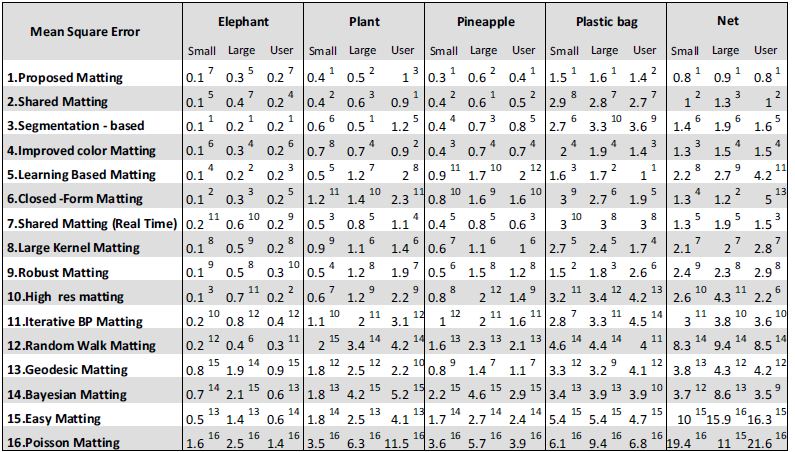 Mean Square Error Elephant Plant Pineapple Plastic bag Net
Small Large User Small Large User Small Large User Small Large User Small Large User
1.Proposed Matting 0.1 7 0.3 5 0.2 7 0.4 1 0.5 2 1 3 0.3 1 0.6 2 0.4 1 1.5 1 1.6 1 1.4 2 0.8 1 0.9 1 0.8 1
2.Shared Matting 0.1 5 0.4 7 0.2 4 0.4 2 0.6 3 0.9 1 0.4 2 0.6 1 0.5 2 2.9 8 2.8 7 2.7 7 1 2 1.3 3 1 2
3.Segmentation - based 0.1 1 0.2 1 0.2 1 0.6 6 0.5 1 1.2 5 0.4 4 0.7 3 0.8 5 2.7 6 3.3 10 3.6 9 1.4 6 1.9 6 1.6 5
4.Improved color Matting 0.1 6 0.3 4 0.2 6 0.7 8 0.7 4 0.9 2 0.4 3 0.7 4 0.7 4 2 4 1.9 4 1.4 3 1.3 4 1.5 4 1.5 4
5.Learning Based Matting 0.1 4 0.2 2 0.2 3 0.5 5 1.2 7 2 8 0.9 11 1.7 10 2 12 1.6 3 1.7 2 1 1 2.2 8 2.7 9 4.2 11
6.Closed -Form Matting 0.1 2 0.3 3 0.2 5 1.2 11 1.4 10 2.3 11 0.8 10 1.6 9 1.6 10 3 9 2.7 6 1.9 5 1.3 4 1.2 2 5 13
7.Shared Matting (Real Time) 0.2 11 0.6 10 0.2 9 0.5 3 0.8 5 1.1 4 0.4 5 0.8 5 0.6 3 3 10 3 8 3 8 1.3 5 1.9 5 1.5 3
8.Large Kernel Matting 0.1 8 0.5 9 0.2 8 0.9 9 1.1 6 1.4 6 0.6 7 1.1 6 1 6 2.7 5 2.4 5 1.7 4 2.1 7 2 7 2.8 7
9.Robust Matting 0.1 9 0.5 8 0.3 10 0.5 4 1.2 8 1.9 7 0.5 6 1.5 8 1.2 8 1.5 2 1.8 3 2.6 6 2.4 9 2.3 8 2.9 8
10.High res matting 0.1 3 0.7 11 0.2 2 0.6 7 1.2 9 2.2 9 0.8 8 2 12 1.4 9 3.2 11 3.4 12 4.2 13 2.6 10 4.3 11 2.2 6
11.Iterative BP Matting 0.2 10 0.8 12 0.4 12 1.1 10 2 11 3.1 12 1 12 2 11 1.6 11 2.8 7 3.3 11 4.5 14 3 11 3.8 10 3.6 10
12.Random Walk Matting 0.2 12 0.4 6 0.3 11 2 15 3.4 14 4.2 14 1.6 13 2.3 13 2.1 13 4.6 14 4.4 14 4 11 8.3 14 9.4 14 8.5 14
13.Geodesic Matting 0.8 15 1.9 14 0.9 15 1.8 12 2.5 12 2.2 10 0.8 9 1.4 7 1.1 7 3.3 12 3.2 9 4.1 12 3.8 13 4.3 12 4.2 12
14.Bayesian Matting 0.7 14 2.1 15 0.6 13 1.8 13 4.2 15 5.2 15 2.2 15 4.6 15 2.9 15 3.4 13 3.9 13 3.9 10 3.7 12 8.6 13 3.5 9
15.Easy Matting 0.5 13 1.4 13 0.6 14 1.8 14 2.5 13 4.1 13 1.7 14 2.7 14 2.4 14 5.4 15 5.4 15 4.7 15 10 15 15.9 16 16.3 15
16.Poisson Matting 1.6 16 2.5 16 1.4 16 3.5 16 6.3 16 11.5 16 3.6 16 5.7 16 3.9 16 6.1 16 9.4 16 6.8 16 19.4 16 11 15 21.6 16